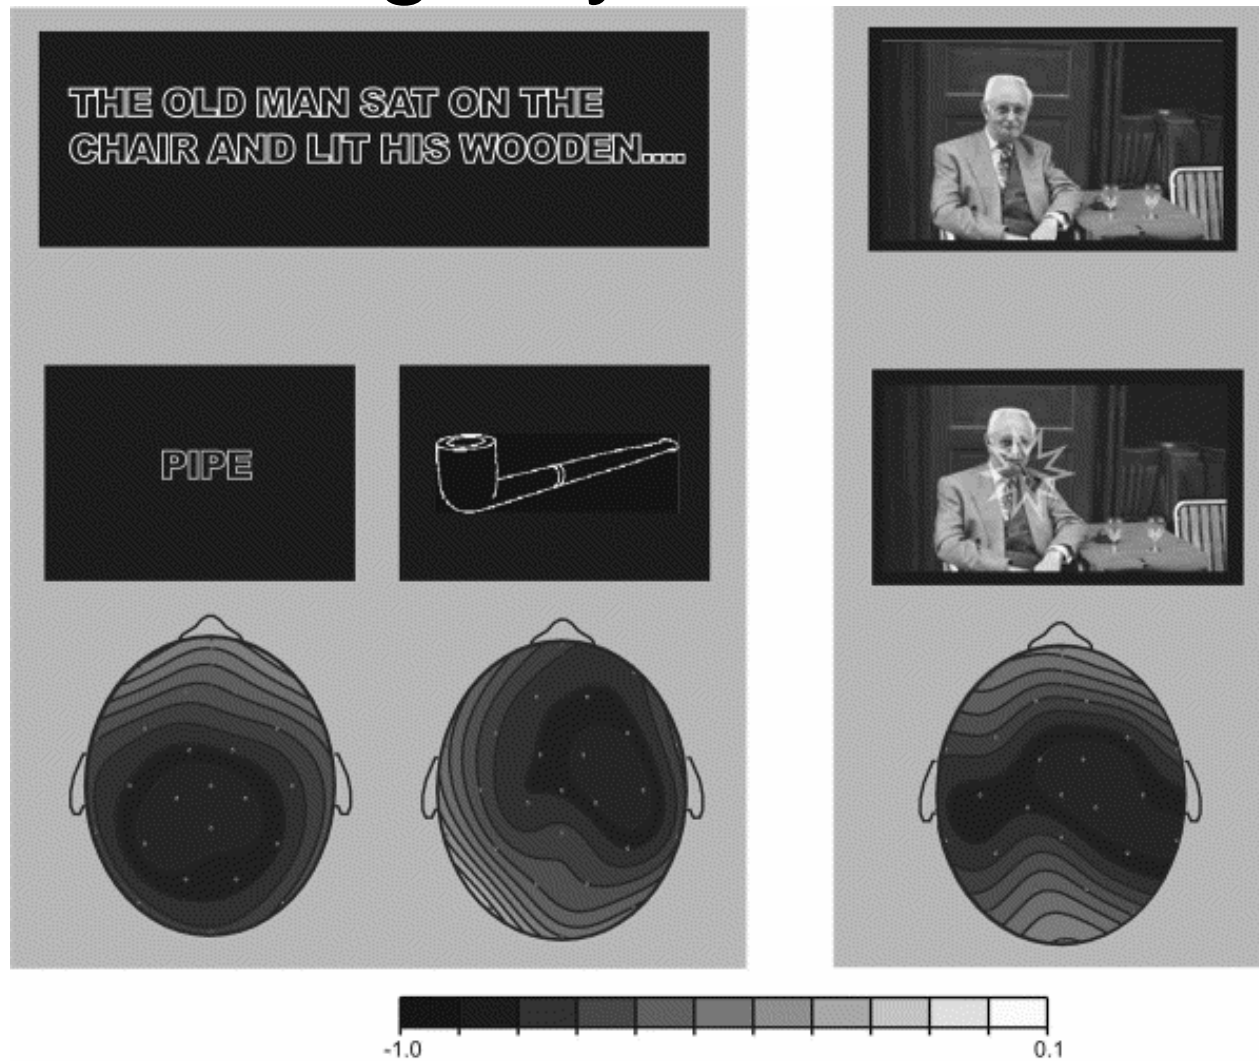 THE OLD MAN SAT ON THE
CHAIR AND LIT HIS WOODEN....
PIPE
-1.0
0.1